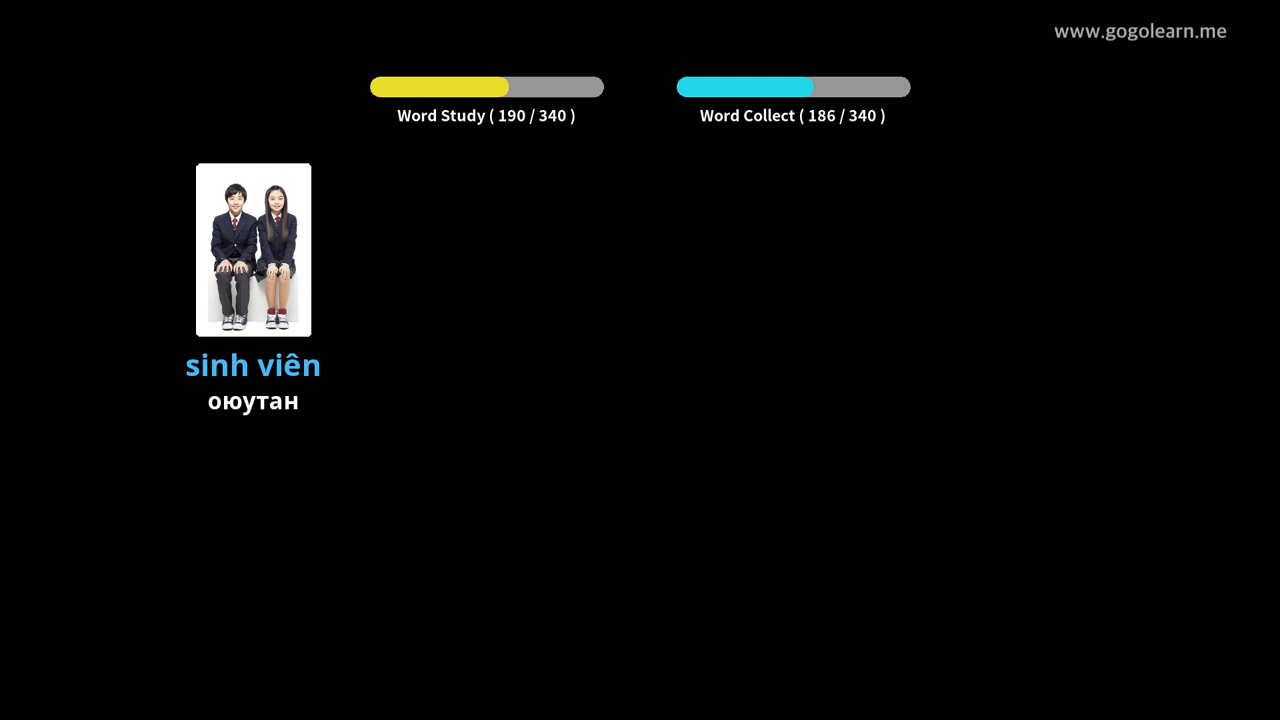 www.gogolearn.me
Word Study ( 190 / 340 )
Word Collect ( 186 / 340 )
sinh viên
оюутан